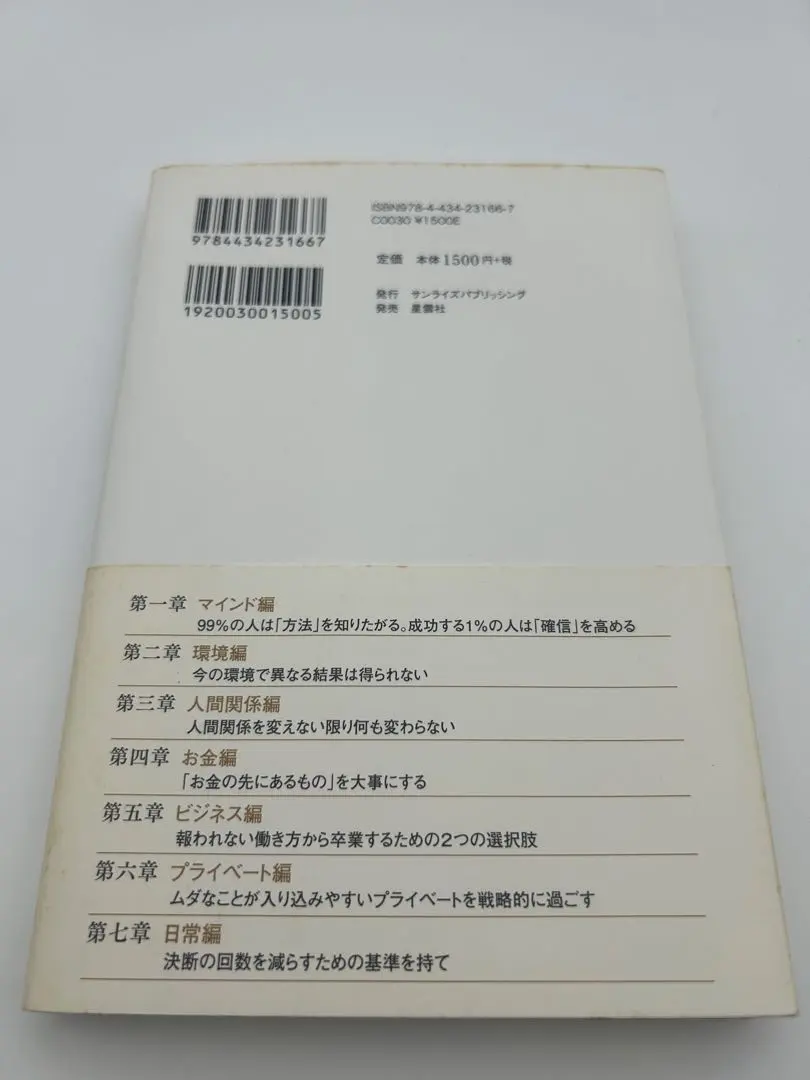 9784434231667
1920030015005
ISBN978-4-434-23166-7
C0030 ¥1500E
定価 本体1500円+税
発行 サンライズパブリッシング
発売 星雲社
第一章 マインド編
99%の人は「方法」を知りたがる。成功する1%の人は「確信」を高める
第二章 環境編
今の環境で異なる結果は得られない
第三章 人間関係編
人間関係を変えない限り何も変わらない
第四章 お金編
「お金の先にあるもの」を大事にする
第五章 ビジネス編
報われない働き方から卒業するための2つの選択肢
第六章 プライベート編
ムダなことが入り込みやすいプライベートを戦略的に過ごす
第七章 日常編
決断の回数を減らすための基準を持て